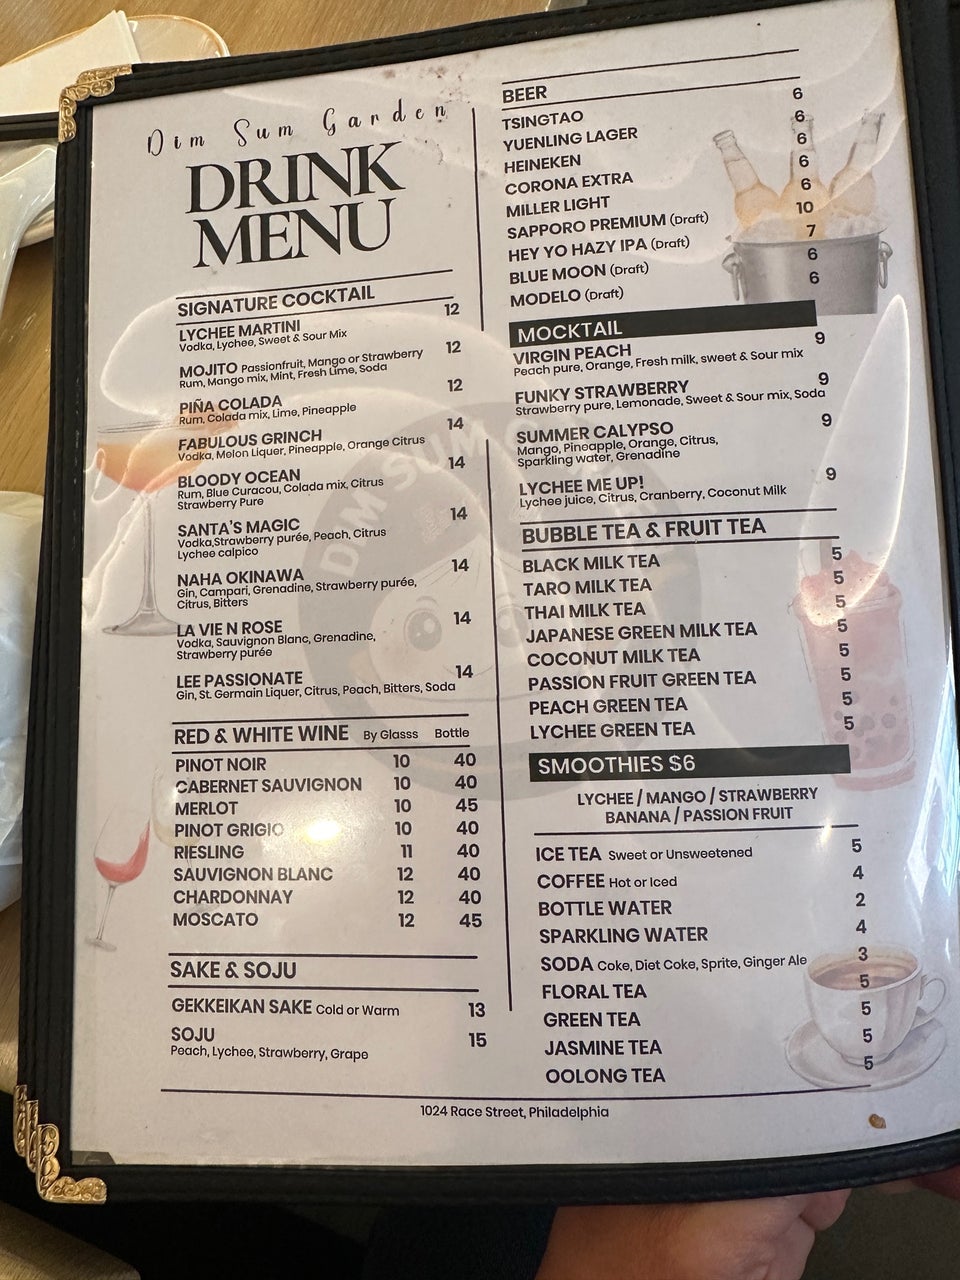 Dim Sum Garden
DRINK
MENU
SIGNATURE COCKTAIL
LYCHEE MARTINI 12
Vodka, Lychee, Sweet & Sour Mix
MOJITO Passionfruit, Mango or Strawberry 12
Rum, Mango mix, Mint, Fresh Lime, Soda
PIÑA COLADA 12
Rum, Colada mix, Lime, Pineapple
FABULOUS GRINCH 14
Vodka, Melon Liquer, Pineapple, Orange Citrus
BLOODY OCEAN 14
Rum, Blue Curacou, Colada mix, Citrus
Strawberry Pure
SANTA'S MAGIC 14
Vodka,Strawberry purée, Peach, Citrus
Lychee calpico
NAHA OKINAWA 14
Gin, Campari, Grenadine, Strawberry purée,
Citrus, Bitters
LA VIE N ROSE 14
Vodka, Sauvignon Blanc, Grenadine,
Strawberry purée
LEE PASSIONATE 14
Gin, St. Germain Liquer, Citrus, Peach, Bitters, Soda
RED & WHITE WINE By Glasss Bottle
PINOT NOIR 10 40
CABERNET SAUVIGNON 10 40
MERLOT 10 45
PINOT GRIGIO 10 40
RIESLING 11 40
SAUVIGNON BLANC 12 40
CHARDONNAY 12 40
MOSCATO 12 45
SAKE & SOJU
GEKKEIKAN SAKE Cold or Warm 13
SOJU 15
Peach, Lychee, Strawberry, Grape
BEER
TSINGTAO 6
YUENLING LAGER 6
HEINEKEN 6
CORONA EXTRA 6
MILLER LIGHT 6
SAPPORO PREMIUM (Draft) 10
HEY YO HAZY IPA (Draft) 7
BLUE MOON (Draft) 6
MODELO (Draft) 6
MOCKTAIL
VIRGIN PEACH 9
Peach pure, Orange, Fresh milk, sweet & Sour mix
FUNKY STRAWBERRY 9
Strawberry pure, Lemonade, Sweet & Sour mix, Soda
SUMMER CALYPSO 9
Mango, Pineapple, Orange, Citrus,
Sparkling water, Grenadine
LYCHEE ME UP! 9
Lychee juice, Citrus, Cranberry, Coconut Milk
BUBBLE TEA & FRUIT TEA
BLACK MILK TEA 5
TARO MILK TEA 5
THAI MILK TEA 5
JAPANESE GREEN MILK TEA 5
COCONUT MILK TEA 5
PASSION FRUIT GREEN TEA 5
PEACH GREEN TEA 5
LYCHEE GREEN TEA 5
SMOOTHIES $6
LYCHEE / MANGO / STRAWBERRY
BANANA / PASSION FRUIT
ICE TEA Sweet or Unsweetened 5
COFFEE Hot or Iced 4
BOTTLE WATER 2
SPARKLING WATER 4
SODA Coke, Diet Coke, Sprite, Ginger Ale 3
FLORAL TEA 5
GREEN TEA 5
JASMINE TEA 5
OOLONG TEA 5
1024 Race Street, Philadelphia
DIM SUM